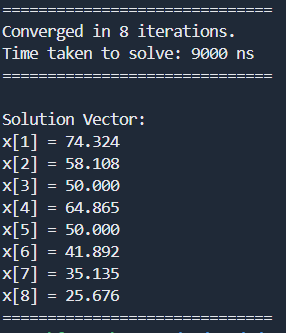 ==============================
Converged in 8 iterations.
Time taken to solve: 9000 ns
==============================
Solution Vector:
x[1] = 74.324
x[2] = 58.108
x[3] = 50.000
x[4] = 64.865
x[5] = 50.000
x[6] = 41.892
x[7] = 35.135
x[8] = 25.676
==============================